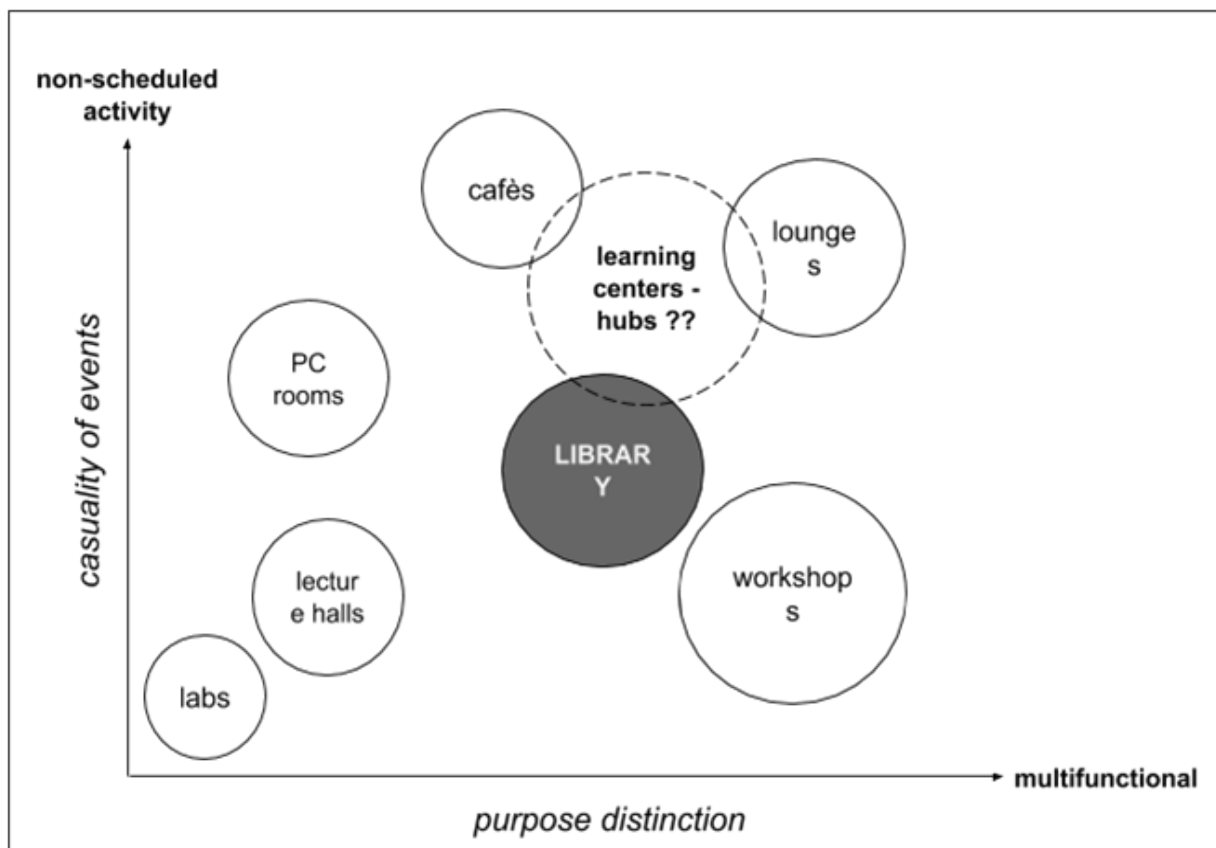 non-scheduled
activity
cafès
lounge
s
learning
centers -
hubs ??
PC
rooms
casuality of events
LIBRAR
Y
lectur
e halls
workshop
s
labs
multifunctional
purpose distinction